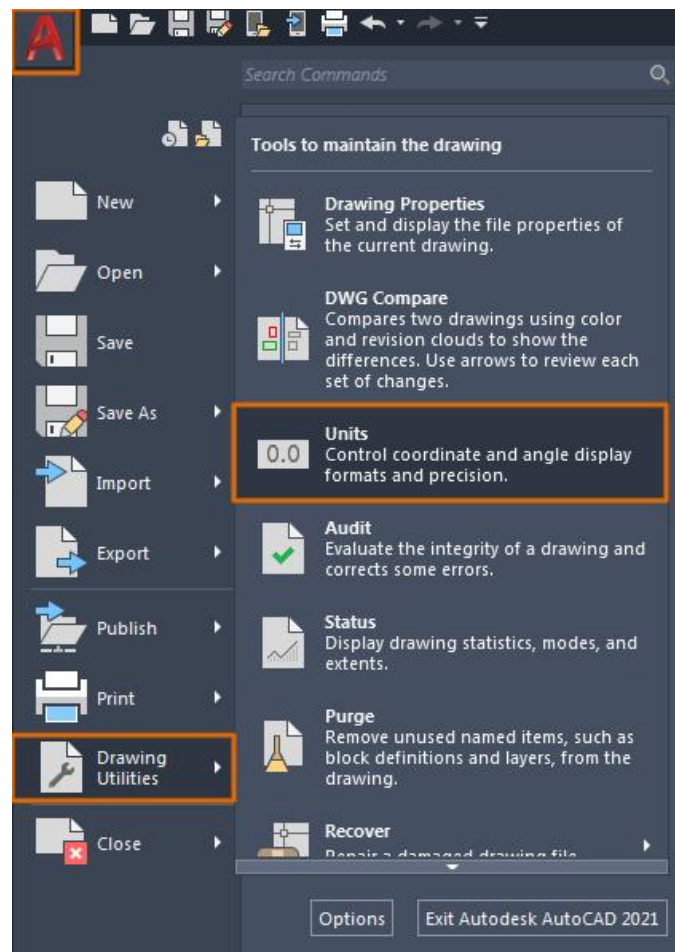 A
Search Commands
Tools to maintain the drawing
New
Open
Save
Save As
Import
Export
Publish
Print
Drawing
Utilities
Close
Drawing Properties
Set and display the file properties of
the current drawing.
DWG Compare
Compares two drawings using color
and revision clouds to show the
differences. Use arrows to review each
set of changes.
0.0
Units
Control coordinate and angle display
formats and precision.
Audit
Evaluate the integrity of a drawing and
corrects some errors.
Status
Display drawing statistics, modes, and
extents.
Purge
Remove unused named items, such as
block definitions and layers, from the
drawing.
Recover
Repair a damaged drawing file
Options
Exit Autodesk AutoCAD 2021